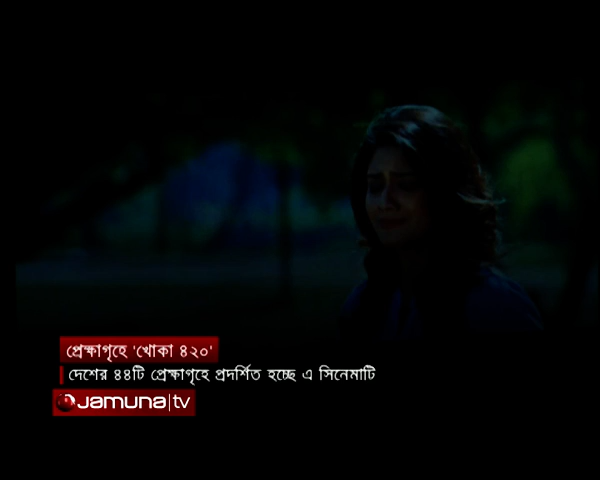 প্রেক্ষাগৃহে 'খোকা ৪২০'
দেশের ৪৪টি প্রেক্ষাগৃহে প্রদর্শিত হচ্ছে এ সিনেমাটি
Jamuna|tv